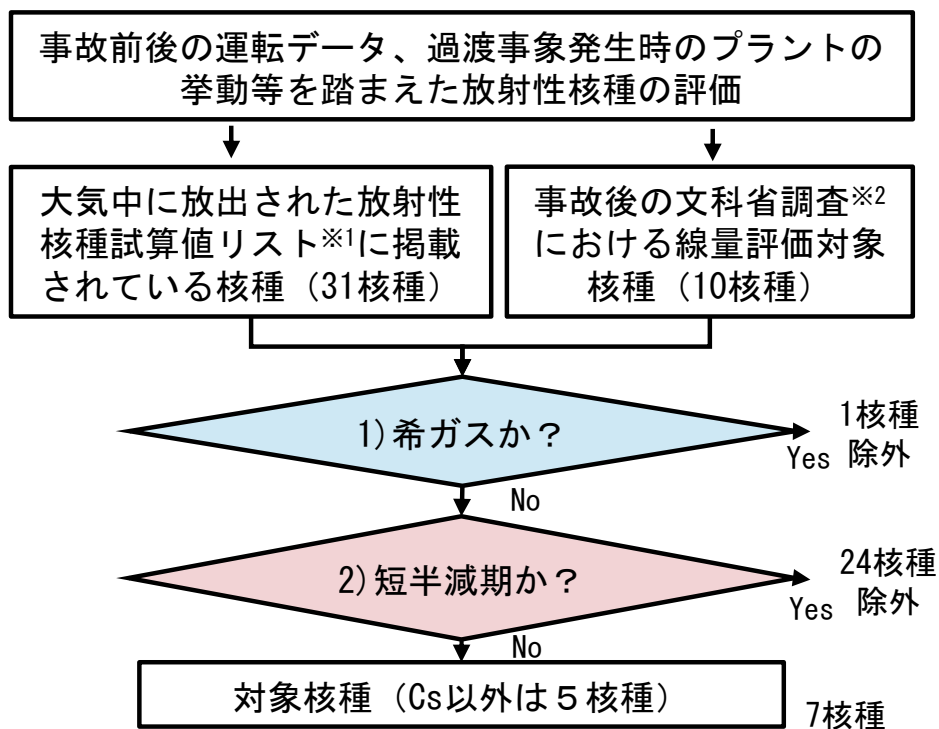 事故前後の運転データ、過渡事象発生時のプラントの
挙動等を踏まえた放射性核種の評価
大気中に放出された放射性
核種試算値リスト※1に掲載
されている核種（31核種）
事故後の文科省調査※2
における線量評価対象
核種（10核種）
1)希ガスか？
1核種
Yes 除外
No
2)短半減期か？
24核種
Yes 除外
No
対象核種（Cs以外は５核種）
7核種